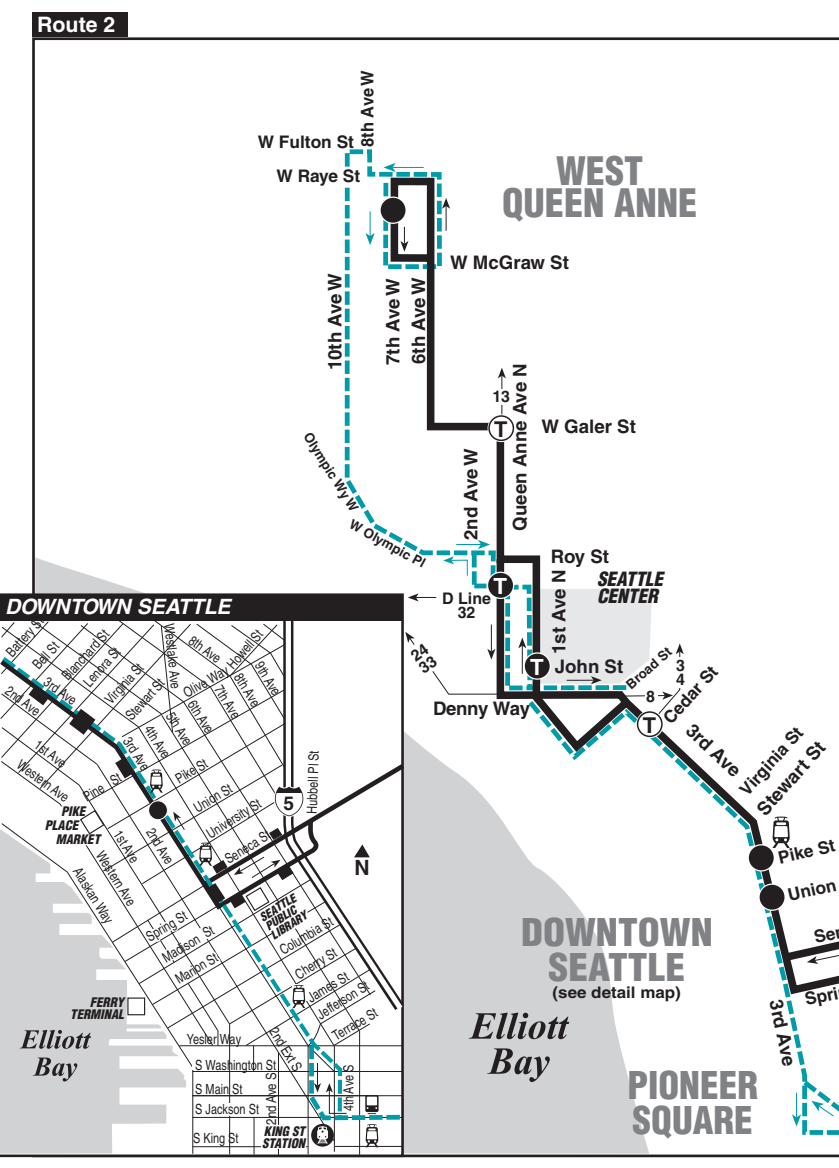 Route 2
8th Ave W
W Fulton St
W Raye St
WEST
QUEEN ANNE
W McGraw St
10th Ave W
7th Ave W
6th Ave W
13
Queen Anne Ave N
T
W Galer St
Olympic Wy W
W Olympic Pl
2nd Ave W
Roy St
T
D Line
32
1st Ave N
SEATTLE
CENTER
24
33
T
John St
Broad St
3
4
8
Denny Way
T
Cedar St
3rd Ave
Virginia St
Stewart St
Pike St
Union
Ser
Spri
3rd Ave
DOWNTOWN
SEATTLE
(see detail map)
Elliott
Bay
PIONEER
SQUARE
DOWNTOWN SEATTLE
Battery St
Bell St
Blanchard St
Lenora St
Virginia St
Stewart St
Westlake Ave
8th Ave
Olive Way
Howell St
9th Ave
8th Ave
7th Ave
6th Ave
5th Ave
4th Ave
3rd Ave
3rd Ave
2nd Ave
1st Ave
Western Ave
Pine St
Pike St
Union St
University St
Seneca St
Hubbell Pl St
5
N
PIKE
PLACE
MARKET
1st Ave
2nd Ave
Western Ave
Alaskan Way
SEATTLE
PUBLIC
LIBRARY
Spring St
Madison St
Marion St
Columbia St
Cherry St
James St
Jefferson St
Terrace St
FERRY
TERMINAL
Elliott
Bay
Yesler Way
2nd Ext S
S Washington St
S Main St
S Jackson St
S King St
2nd Ave S
4th Ave S
KING ST
STATION